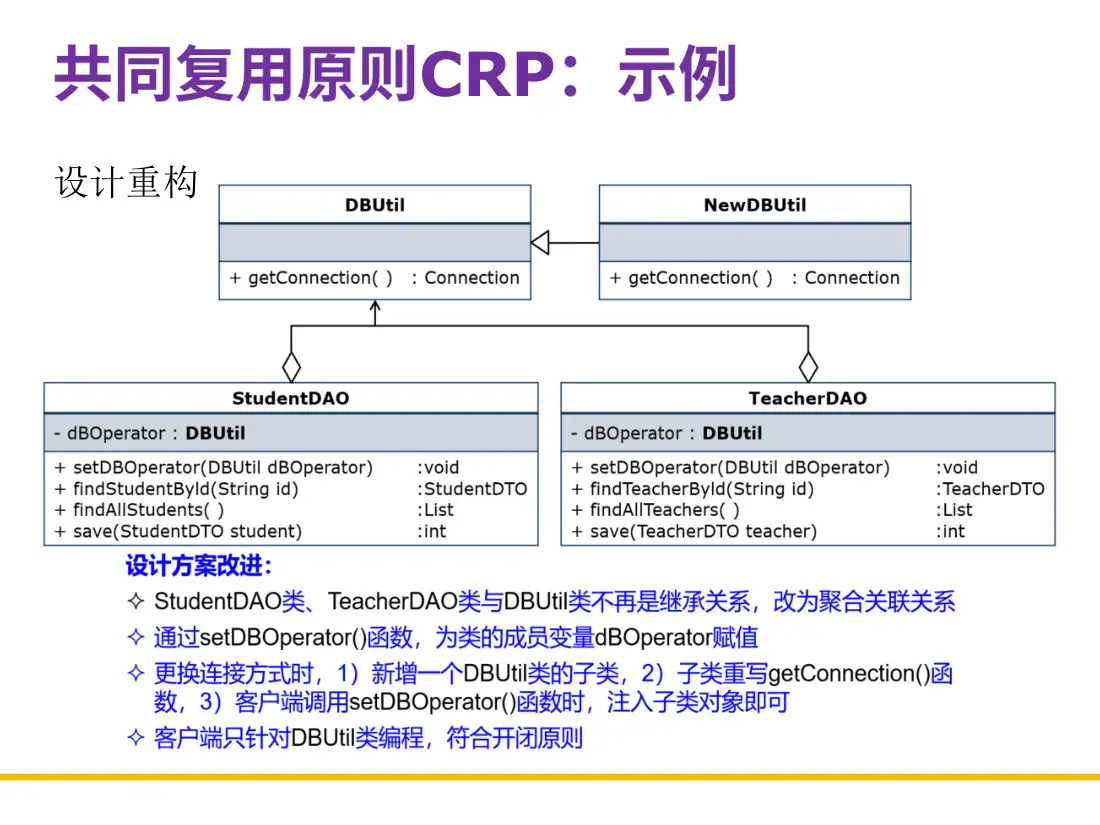 共同复用原则CRP：示例
设计重构
DBUtil
+ getConnection( ) : Connection
NewDBUtil
+ getConnection( ) : Connection
StudentDAO
- dBOperator : DBUtil
+ setDBOperator(DBUtil dBOperator) :void
+ findStudentById(String id) :StudentDTO
+ findAllStudents( ) :List
+ save(StudentDTO student) :int
TeacherDAO
- dBOperator : DBUtil
+ setDBOperator(DBUtil dBOperator) :void
+ findTeacherById(String id) :TeacherDTO
+ findAllTeachers( ) :List
+ save(TeacherDTO teacher) :int
设计方案改进：
✧ StudentDAO类、TeacherDAO类与DBUtil类不再是继承关系，改为聚合关联关系
✧ 通过setDBOperator()函数，为类的成员变量dBOperator赋值
✧ 更换连接方式时，1）新增一个DBUtil类的子类，2）子类重写getConnection()函
数，3）客户端调用setDBOperator()函数时，注入子类对象即可
✧ 客户端只针对DBUtil类编程，符合开闭原则